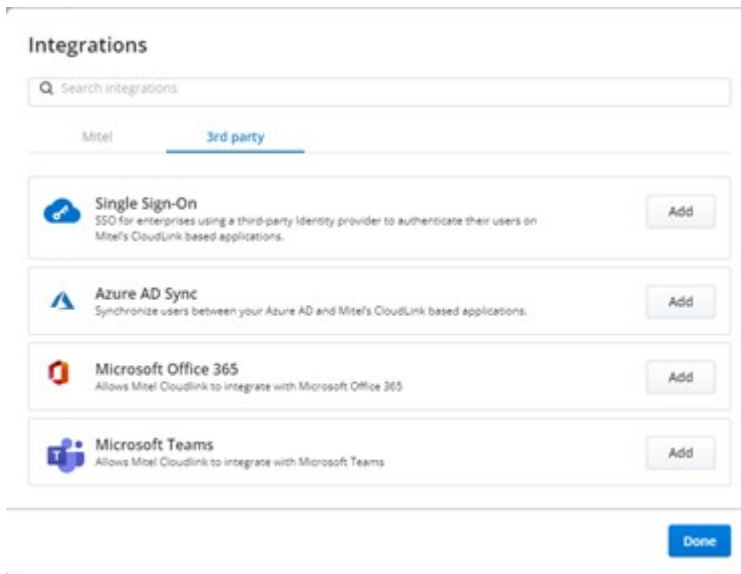 Integrations
Search integrations
Mitel
3rd party
Single Sign-On
SSO for enterprises using a third-party Identity provider to authenticate their users on
Mitel's CloudLink based applications.
Add
Azure AD Sync
Synchronize users between your Azure AD and Mitel's CloudLink based applications.
Add
Microsoft Office 365
Allows Mitel Cloudlink to integrate with Microsoft Office 365
Add
Microsoft Teams
Allows Mitel Cloudlink to integrate with Microsoft Teams
Add
Done